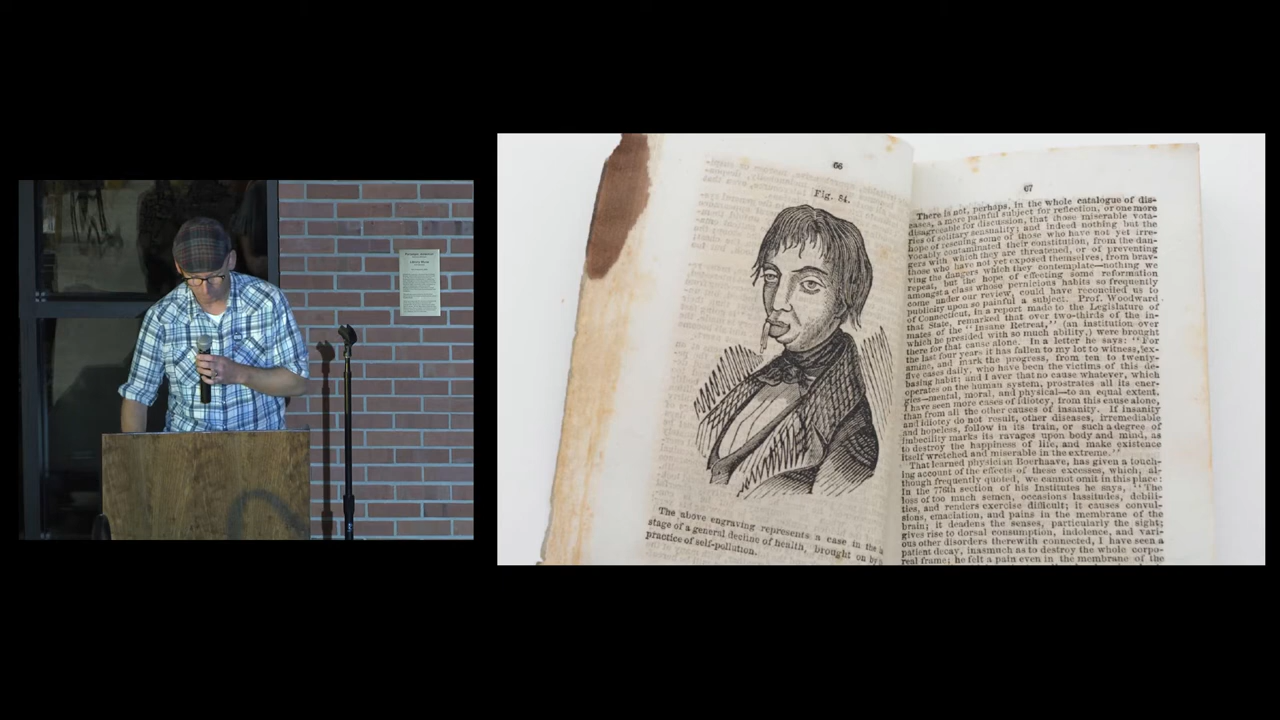 66
Fig. 84.
The above engraving represents a case in the
stage of a general decline of health, brought on by
practice of self-pollution.
67
There is not, perhaps, in the whole catalogue of dis-
eases, a more painful subject for reflection, or one more
disagreeable for discussion, than those miserable vota-
ries of solitary sensuality; and indeed nothing but the
hope of rescuing some of those who have not yet irre-
vocably contaminated their constitution, from the dan-
gers with which they are threatened, or of preventing
those who have not yet exposed themselves, from brav-
ing the dangers which they contemplate—nothing we
repeat, but the hope of effecting some reformation
amongst a class whose pernicious habits so frequently
come under our review, could have reconciled us to
publicity upon so painful a subject. Prof. Woodward
of Connecticut, in a report made to the Legislature of
that State, remarked that over two-thirds of the in-
mates of the "Insane Retreat," (an institution over
which he presided with so much ability,) were brought
there for that cause alone. In a letter he says: "For
the last four years it has fallen to my lot to witness, ex-
amine, and mark the progress, from ten to twenty-
five cases daily, who have been the victims of this de-
basing habit; and I aver that no cause whatever, which
operates on the human system, prostrates all its ener-
gies—mental, moral, and physical—to an equal extent.
I have seen more cases of idiotcy, from this cause alone,
than from all the other causes of insanity. If insanity
and idiotcy do not result, other diseases, irremediable
and hopeless, follow in its train, or such a degree of
imbecility marks its ravages upon body and mind, as
to destroy the happiness of life, and make existence
itself wretched and miserable in the extreme."
That learned physician Boerhaave, has given a touch-
ing account of the effects of these excesses, which, al-
though frequently quoted, we cannot omit in this place:
In the 776th section of his Institutes he says, "The
loss of too much semen, occasions lassitudes, debili-
ties, and renders exercise difficult; it causes convul-
sions, emaciation, and pains in the membrane of the
brain; it deadens the senses, particularly the sight;
gives rise to dorsal consumption, indolence, and vari-
ous other disorders therewith connected, I have seen a
patient decay, inasmuch as to destroy the whole corpo-
real frame; he felt a pain even in the membrane of the